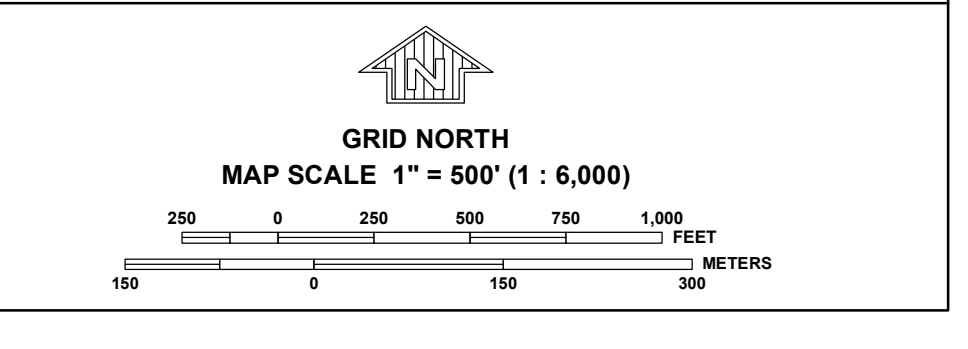 N
GRID NORTH
MAP SCALE 1" = 500' (1 : 6,000)
250 0 250 500 750 1,000
FEET
METERS
150 0 150 300